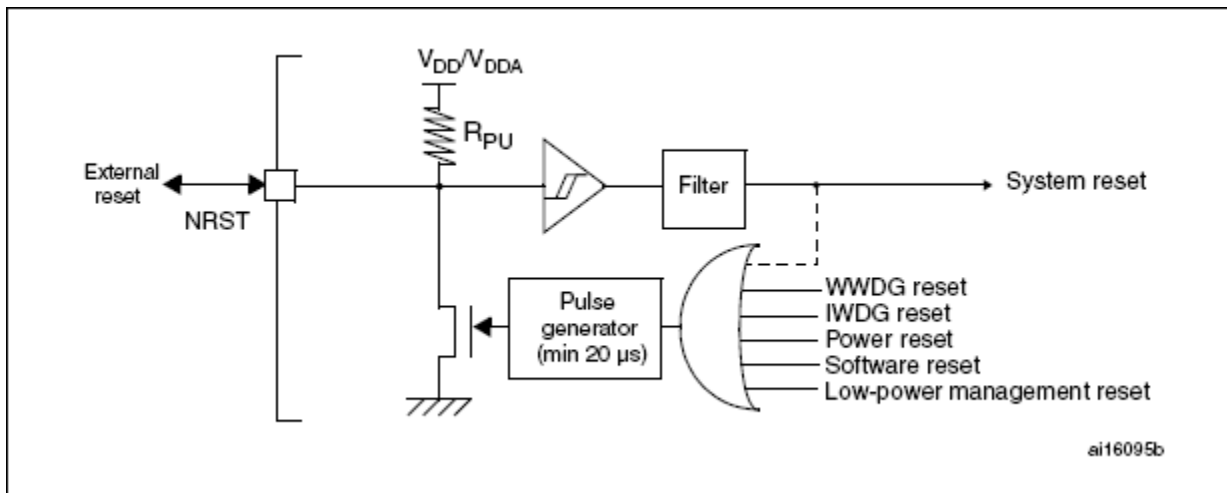 VDD/VDDA
RPU
External
reset
NRST
Filter
System reset
Pulse
generator
(min 20 µs)
WWDG reset
IWDG reset
Power reset
Software reset
Low-power management reset
ai16095b